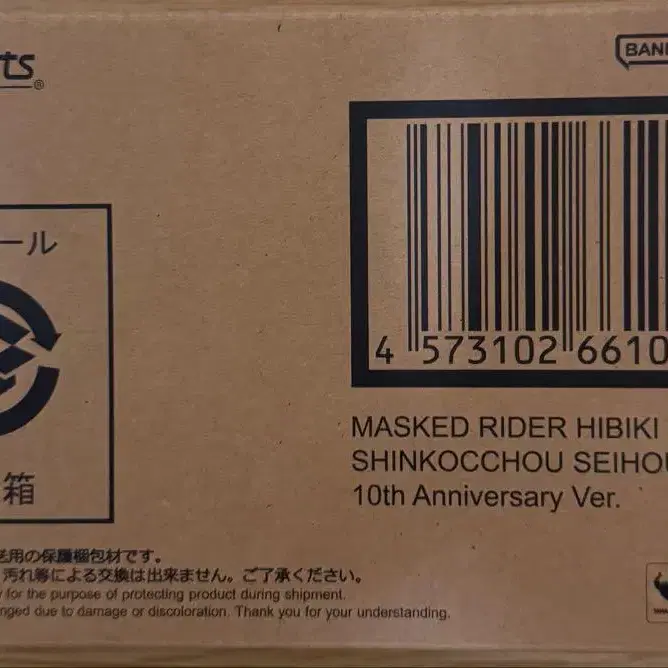 ts®
BAND
ール
箱
4 573102 6610
MASKED RIDER HIBIKI
SHINKOCCHOU SEIHOU
10th Anniversary Ver.
用の保護梱包材です。
汚れ等による交換は出来ません。ご了承ください。
for the purpose of protecting product during shipment.
nged due to damage or discoloration. Thank you for your understanding.